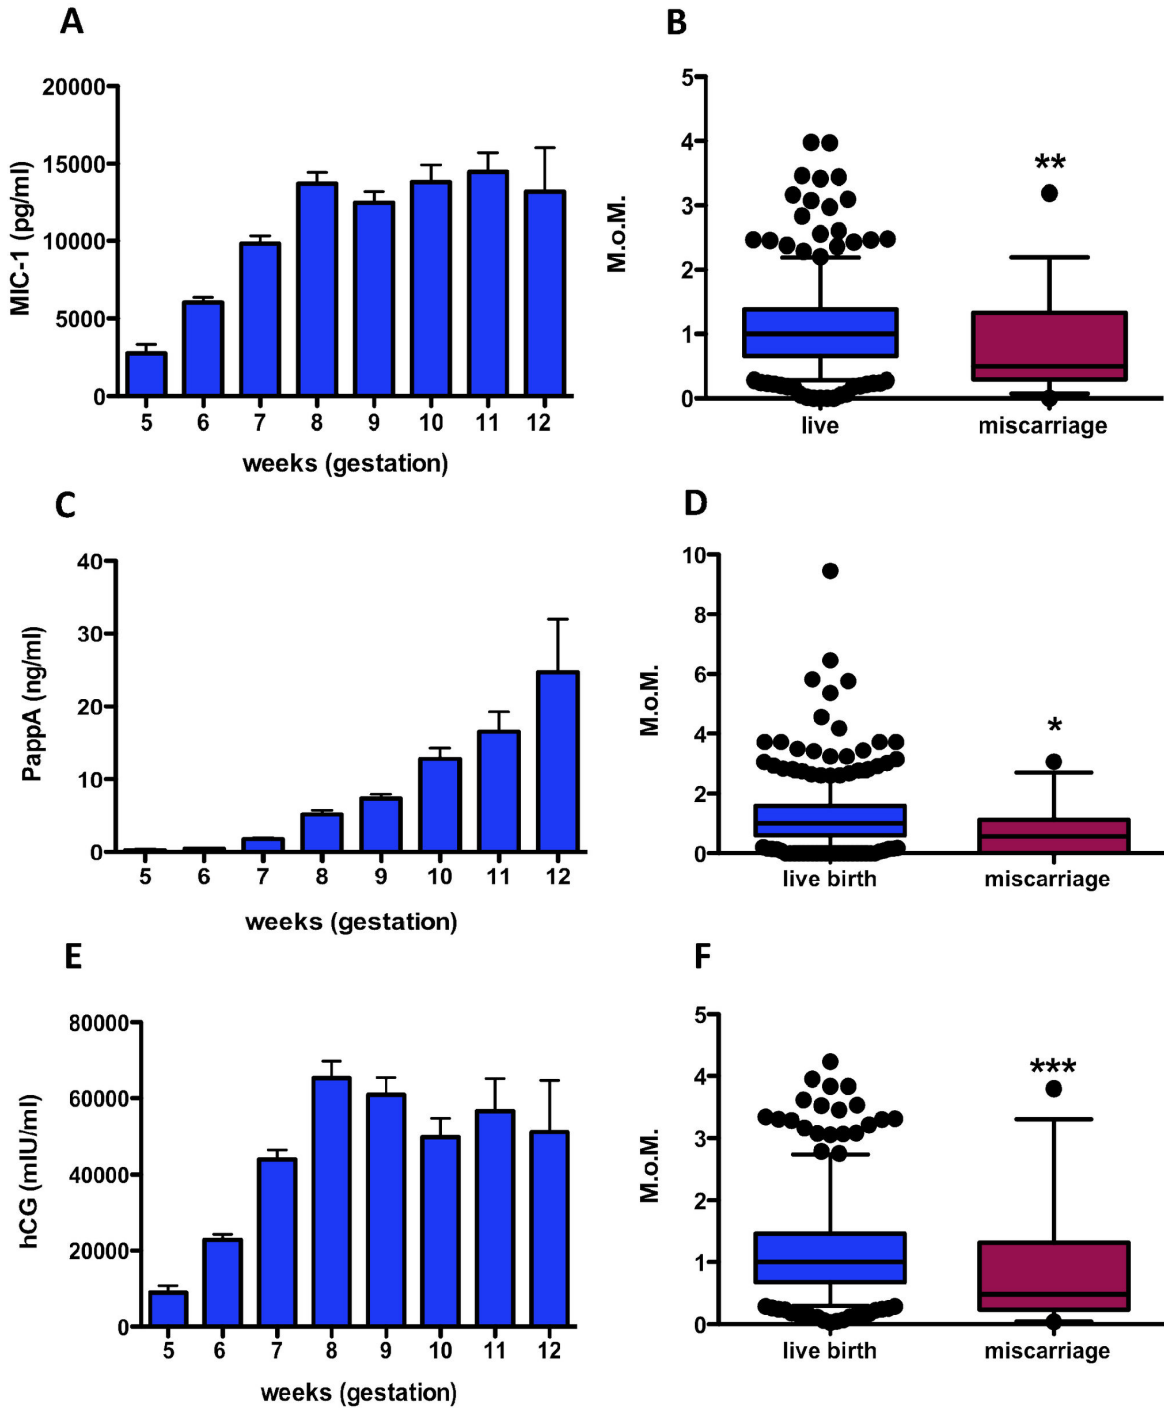 A
MIC-1 (pg/ml)
20000
15000
10000
5000
0
5 6 7 8 9 10 11 12
weeks (gestation)
B
M.o.M.
5
4
3
2
1
0
**
live miscarriage
C
PappA (ng/ml)
40
30
20
10
0
5 6 7 8 9 10 11 12
weeks (gestation)
D
M.o.M.
10
8
6
4
2
0
*
live birth miscarriage
E
hCG (mIU/ml)
80000
60000
40000
20000
0
5 6 7 8 9 10 11 12
weeks (gestation)
F
M.o.M.
5
4
3
2
1
0
***
live birth miscarriage